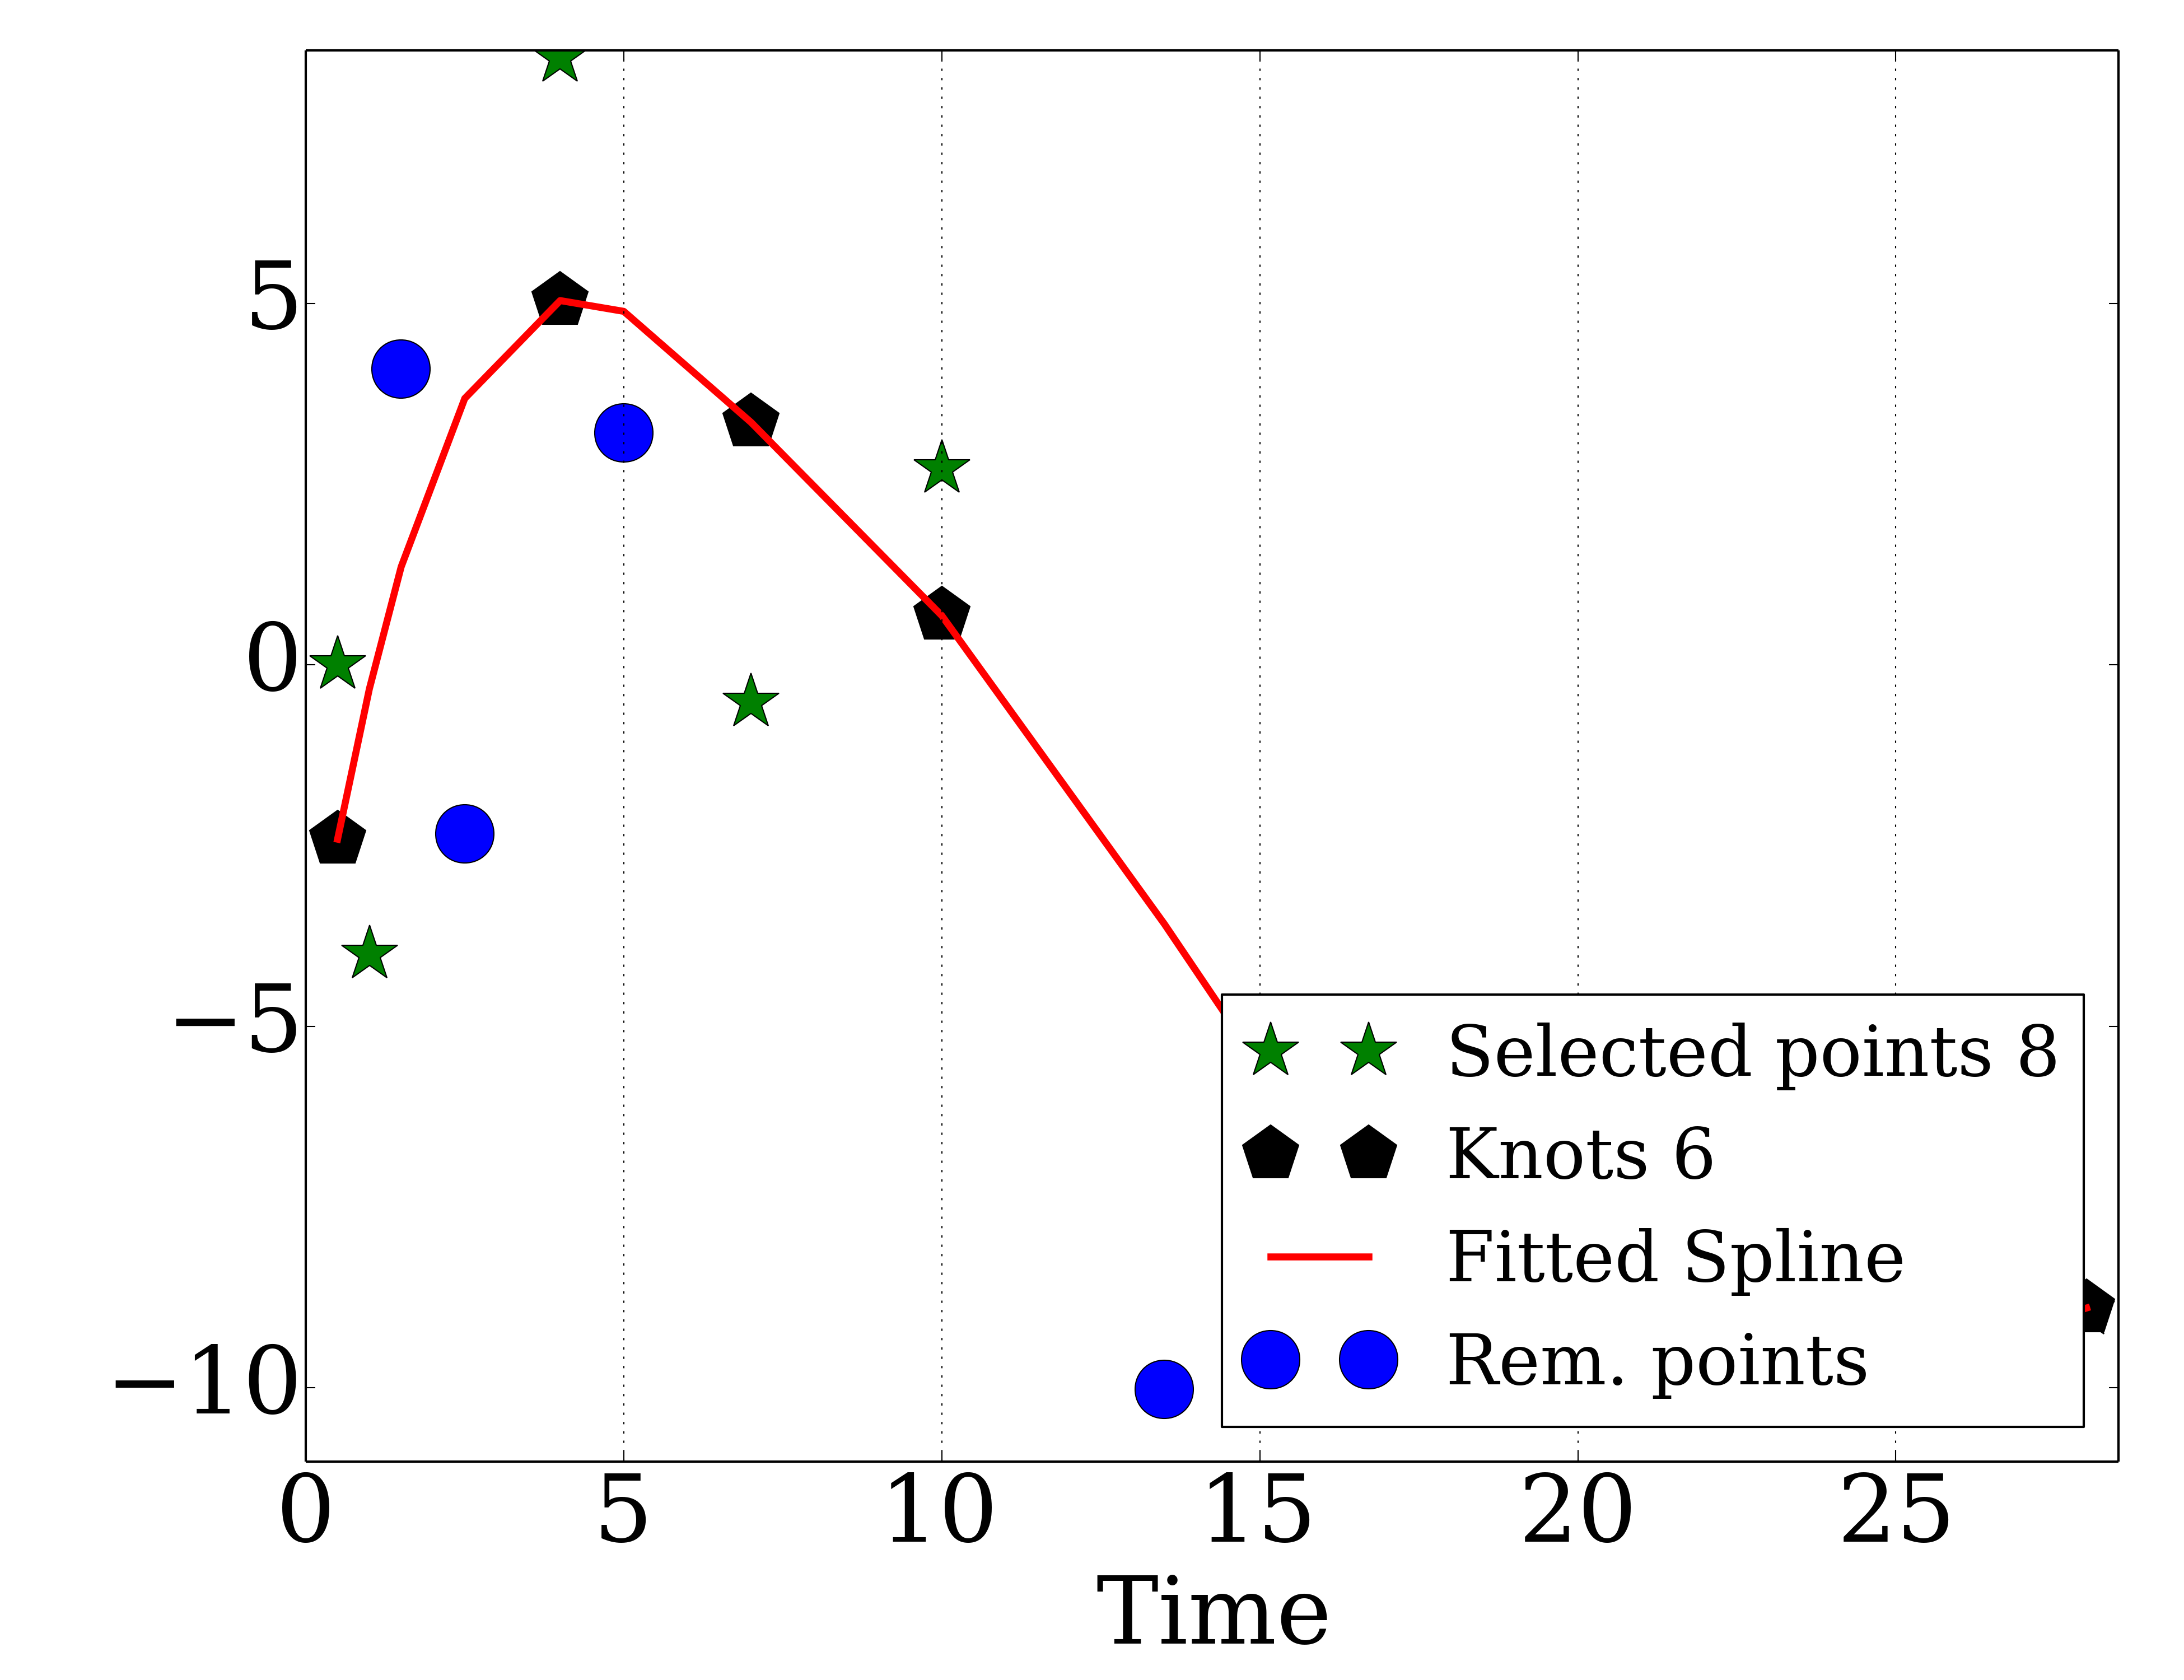 5
0
−5
−10
Selected points 8
Knots 6
Fitted Spline
Rem. points
0 5 10 15 20 25
Time